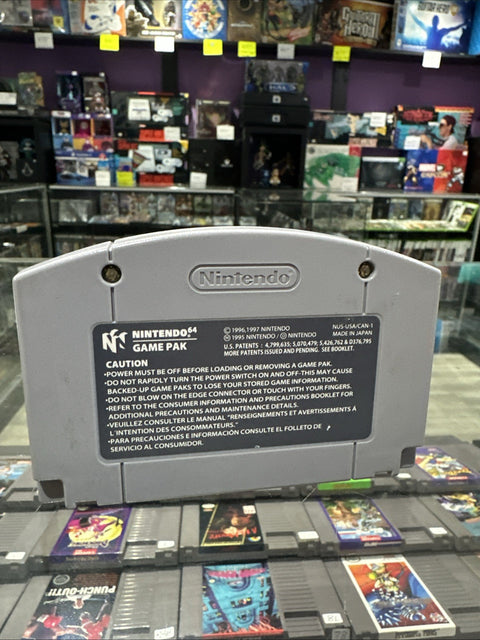 GUITAR HERO
HALO
Nintendo
NINTENDO 64
GAME PAK
©1996,1997 NINTENDO
©1995 NINTENDO / © NINTENDO
NUS-USA/CAN-1
MADE IN JAPAN
U.S. PATENTS : 4,799,635; 5,070,479; 5,426,762 & D376,795
MORE PATENTS ISSUED AND PENDING. SEE BOOKLET.
CAUTION
•POWER MUST BE OFF BEFORE LOADING OR REMOVING A GAME PAK.
•DO NOT RAPIDLY TURN THE POWER SWITCH ON AND OFF-THIS MAY CAUSE
BACKED-UP GAME PAKS TO LOSE YOUR STORED GAME INFORMATION.
•DO NOT BLOW ON THE EDGE CONNECTOR OR TOUCH WITH YOUR FINGERS.
•REFER TO THE CONSUMER INFORMATION AND PRECAUTIONS BOOKLET FOR
ADDITIONAL PRECAUTIONS AND MAINTENANCE DETAILS.
•VEUILLEZ CONSULTER LE MANUAL "RENSEIGNEMENTS ET AVERTISSEMENTS À
L'INTENTION DES CONSOMMATEURS."
•PARA PRECAUCIONES E INFORMACIÓN CONSULTE EL FOLLETO DE
SERVICIO AL CONSUMIDOR.
PUNCH-OUT!!